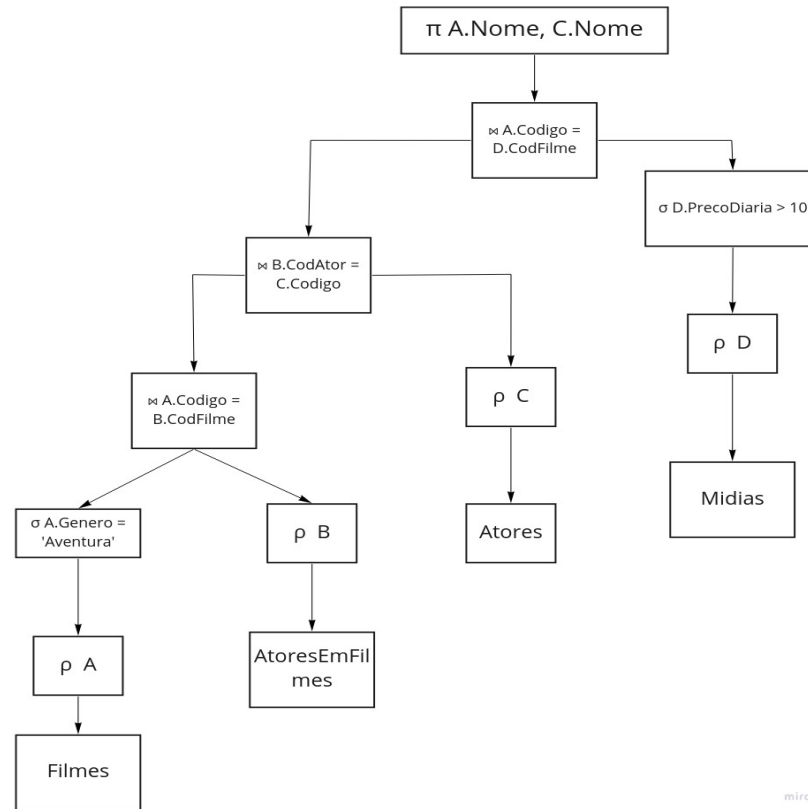 π A.Nome, C.Nome
⋈ A.Codigo =
D.CodFilme
σ D.PrecoDiaria > 10
⋈ B.CodAtor =
C.Codigo
ρ D
⋈ A.Codigo =
B.CodFilme
ρ C
Midias
σ A.Genero =
'Aventura'
ρ B
Atores
ρ A
AtoresEmFil
mes
Filmes